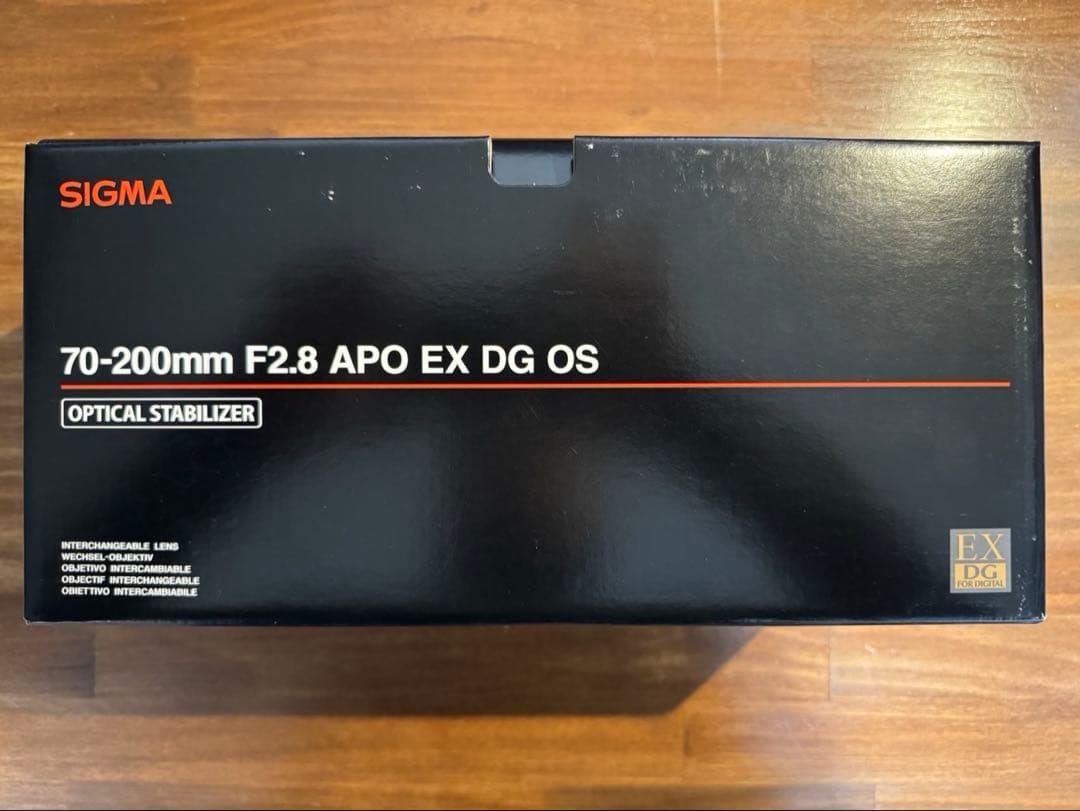 SIGMA
70-200mm F2.8 APO EX DG OS
OPTICAL STABILIZER
INTERCHANGEABLE LENS
WECHSEL-OBJEKTIV
OBJETIVO INTERCAMBIABLE
OBJECTIF INTERCHANGEABLE
OBIETTIVO INTERCAMBIABILE
EX
DG
FOR DIGITAL